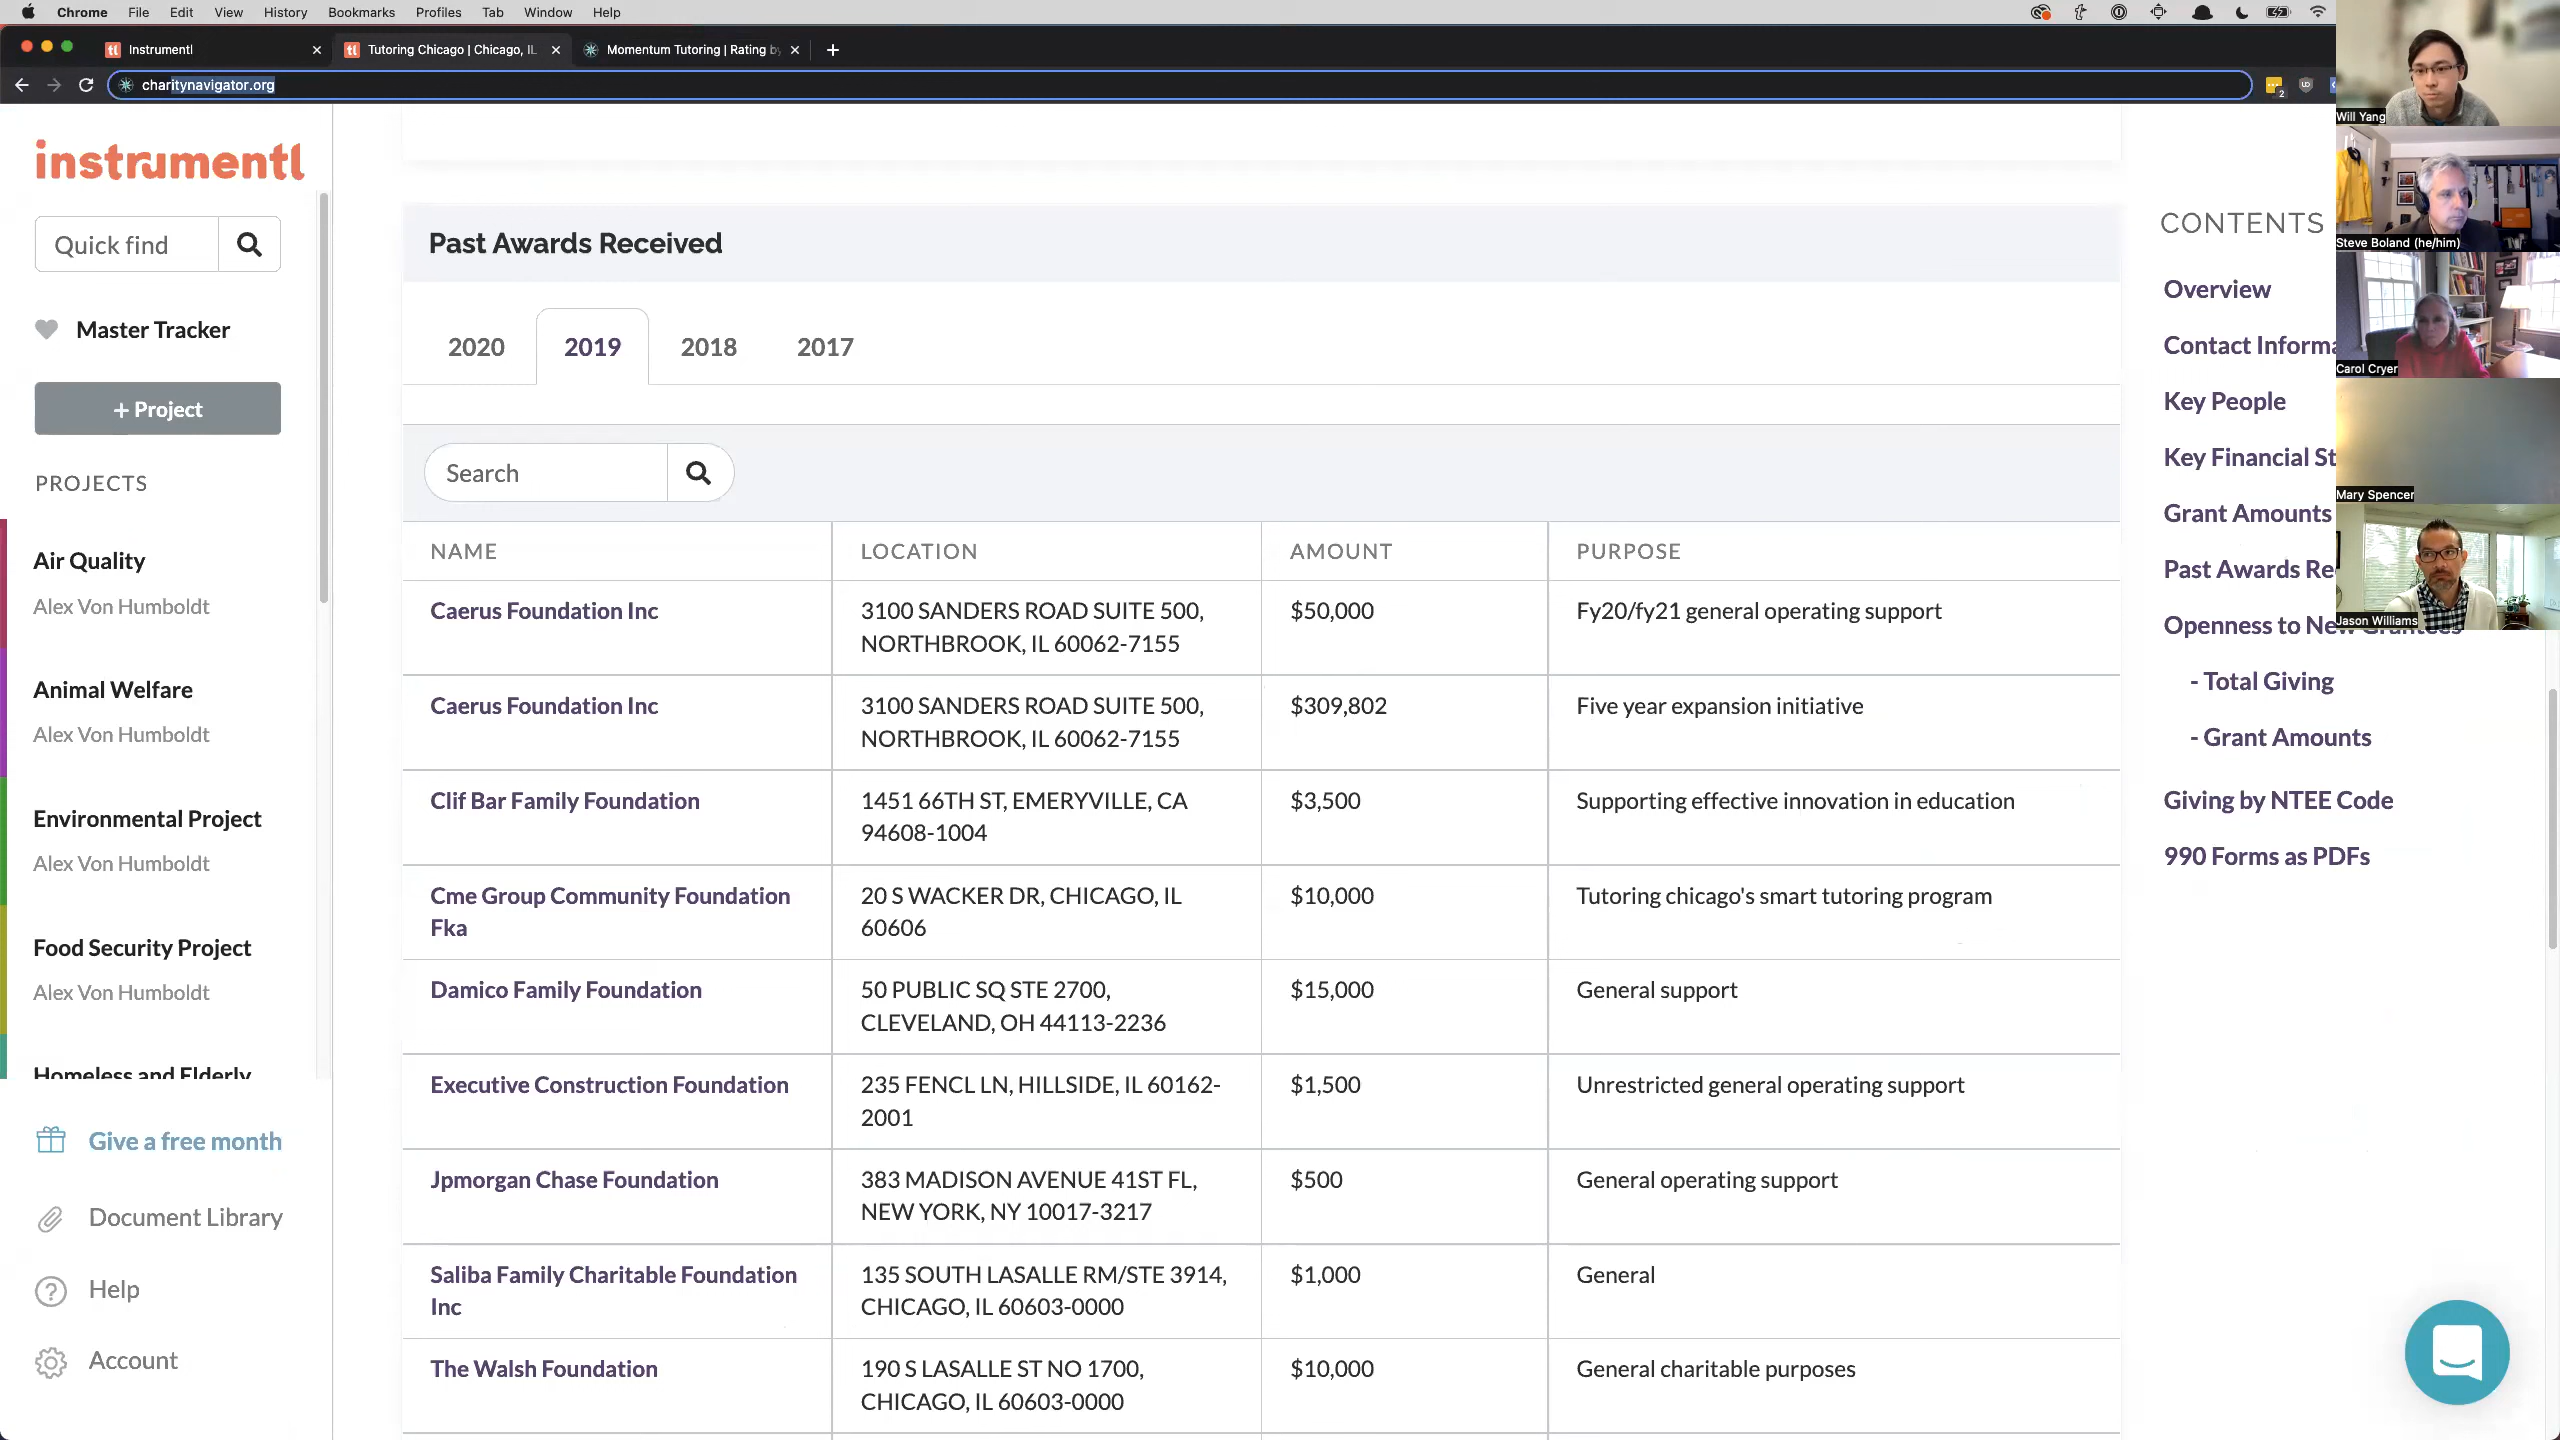 Chrome File Edit View History Bookmarks Profiles Tab Window Help
Instrumentl
Tutoring Chicago | Chicago, IL
Momentum Tutoring | Rating by
charitynavigator.org
instrumentl
Quick find
Master Tracker
+ Project
PROJECTS
Air Quality
Alex Von Humboldt
Animal Welfare
Alex Von Humboldt
Environmental Project
Alex Von Humboldt
Food Security Project
Alex Von Humboldt
Homeless and Elderly
Give a free month
Document Library
Help
Account
Past Awards Received
2020 2019 2018 2017
Search
NAME LOCATION AMOUNT PURPOSE
Caerus Foundation Inc
3100 SANDERS ROAD SUITE 500,
NORTHBROOK, IL 60062-7155
$50,000
Fy20/fy21 general operating support
Caerus Foundation Inc
3100 SANDERS ROAD SUITE 500,
NORTHBROOK, IL 60062-7155
$309,802
Five year expansion initiative
Clif Bar Family Foundation
1451 66TH ST, EMERYVILLE, CA
94608-1004
$3,500
Supporting effective innovation in education
Cme Group Community Foundation
Fka
20 S WACKER DR, CHICAGO, IL
60606
$10,000
Tutoring chicago's smart tutoring program
Damico Family Foundation
50 PUBLIC SQ STE 2700,
CLEVELAND, OH 44113-2236
$15,000
General support
Executive Construction Foundation
235 FENCL LN, HILLSIDE, IL 60162-
2001
$1,500
Unrestricted general operating support
Jpmorgan Chase Foundation
383 MADISON AVENUE 41ST FL,
NEW YORK, NY 10017-3217
$500
General operating support
Saliba Family Charitable Foundation
Inc
135 SOUTH LASALLE RM/STE 3914,
CHICAGO, IL 60603-0000
$1,000
General
The Walsh Foundation
190 S LASALLE ST NO 1700,
CHICAGO, IL 60603-0000
$10,000
General charitable purposes
CONTENTS
Overview
Contact Informa
Key People
Key Financial St
Grant Amounts
Past Awards Re
Openness to New Grantees
- Total Giving
- Grant Amounts
Giving by NTEE Code
990 Forms as PDFs
Will Yang
Steve Boland (he/him)
Carol Cryer
Mary Spencer
Jason Williams